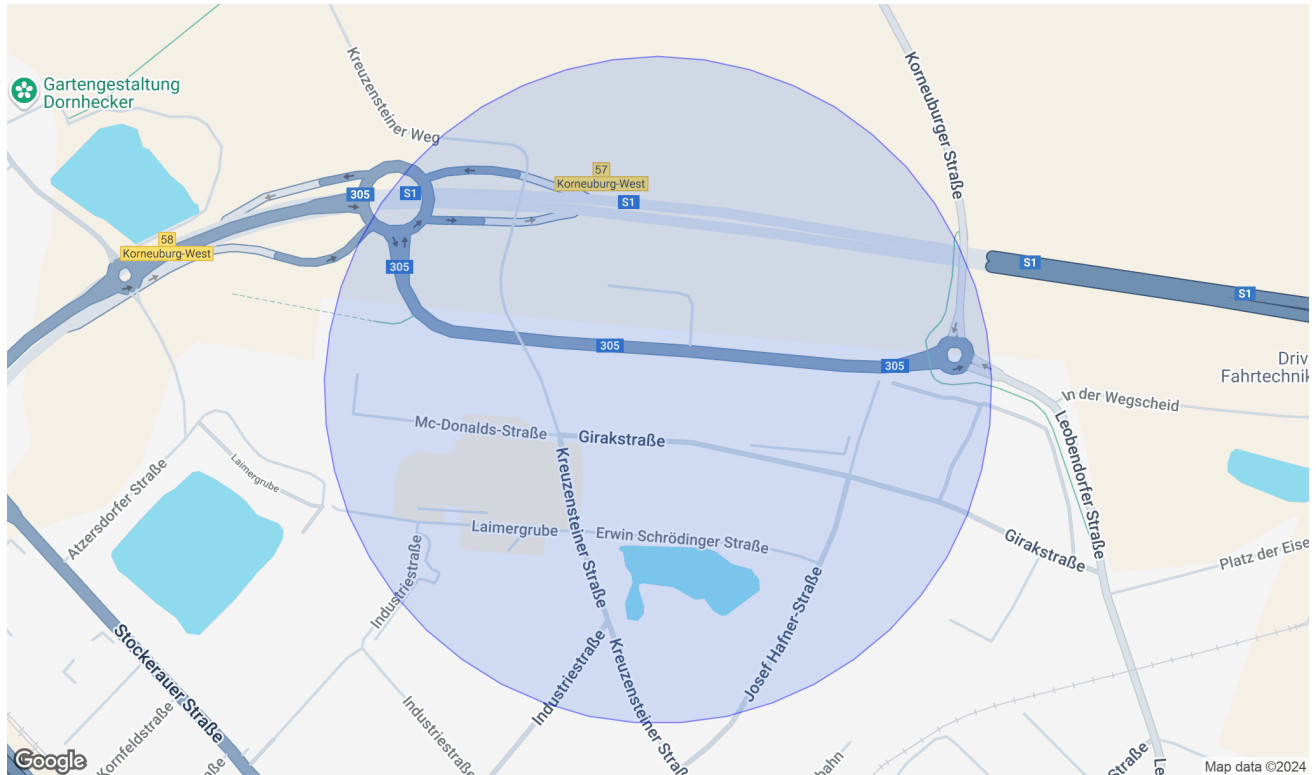 Gartengestaltung
Dornhecker
Kreuzensteiner Weg
Korneuburger Straße
57
Korneuburg-West
305
S1
S1
58
Korneuburg-West
305
S1
S1
305
305
Driv
Fahrtechnik
In der Wegscheid
Mc-Donalds-Straße
Girakstraße
Leobendorfer Straße
Laimergrube
Atzersdorfer Straße
Kreuzensteiner Straße
Laimergrube
Erwin Schrödinger Straße
Girakstraße
Platz der Eise
Industriestraße
Josef Hafner-Straße
Stockerauer Straße
Industriestraße
Kreuzensteiner Straß
Industriestraße
Kornfeldstraße
Straße
bahn
Straße
Le
Google
Map data ©2024